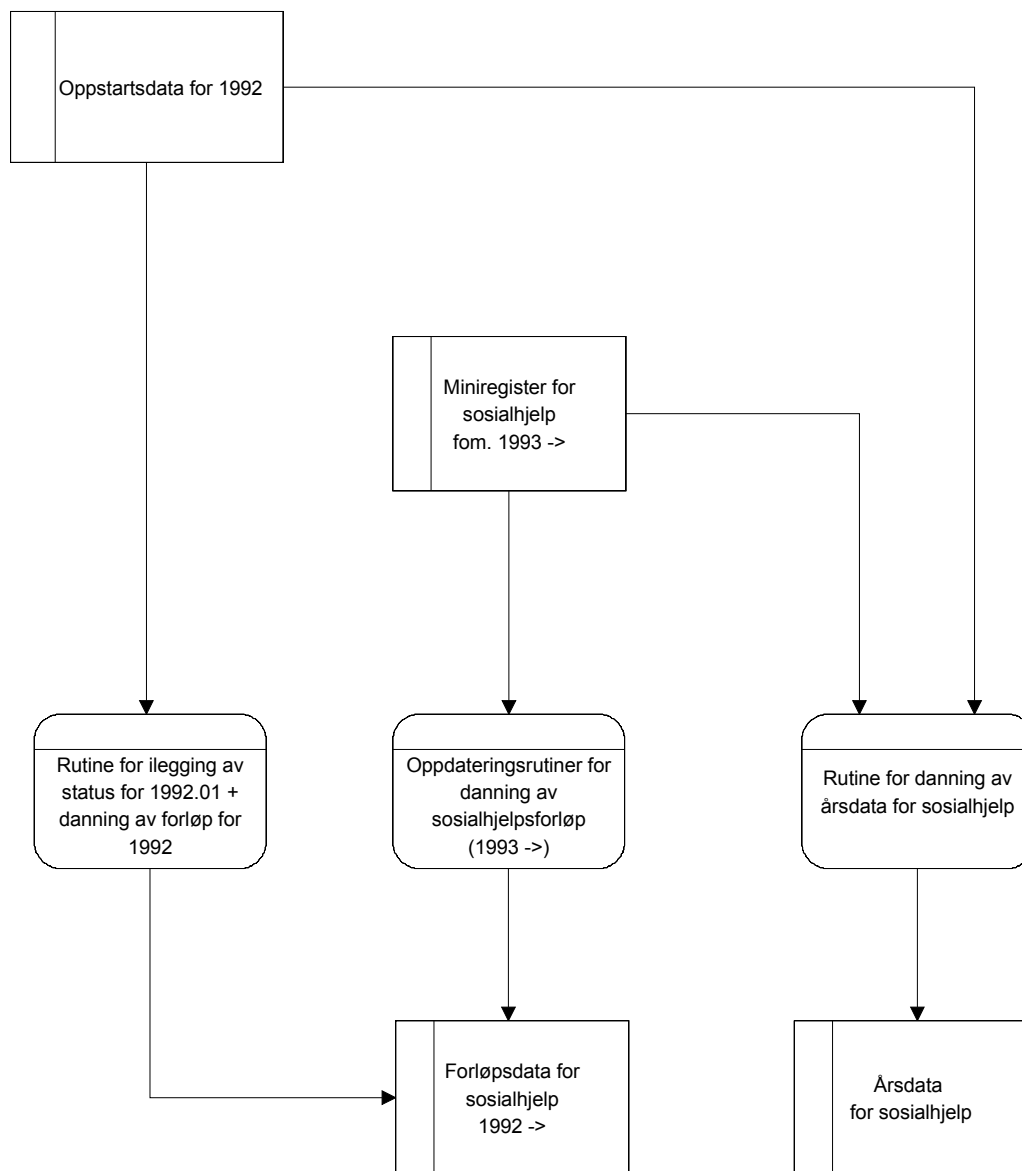 Oppstartsdata for 1992
Miniregister for
sosialhjelp
fom. 1993 ->
Rutine for ilegging av
status for 1992.01 +
danning av forløp for
1992
Oppdateringsrutiner for
danning av
sosialhjelpsforløp
(1993 ->)
Rutine for danning av
årsdata for sosialhjelp
Forløpsdata for
sosialhjelp
1992 ->
Årsdata
for sosialhjelp